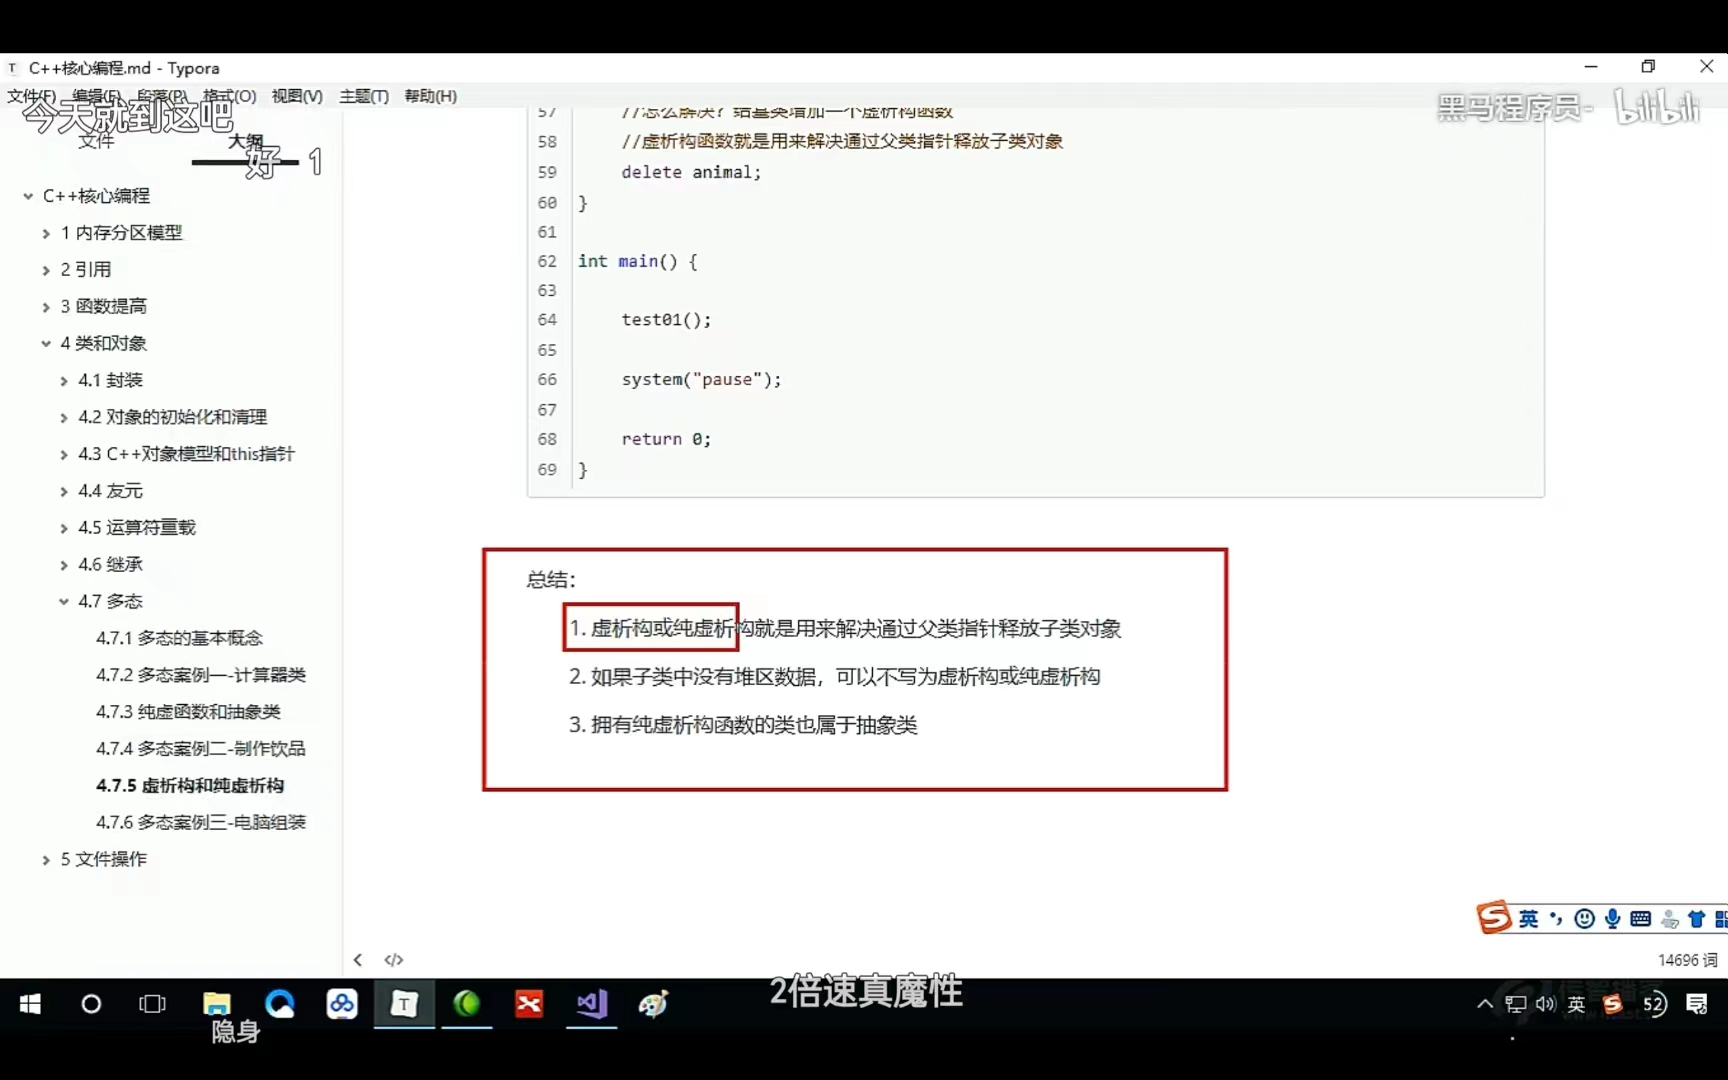 C++核心编程.md - Typora
文件(F) 编辑(E) 段落(P) 格式(O) 视图(V) 主题(T) 帮助(H)
今天就到这吧
黑马程序员- bilibili
文件 大纲
好 1
C++核心编程
1 内存分区模型
2 引用
3 函数提高
4 类和对象
4.1 封装
4.2 对象的初始化和清理
4.3 C++对象模型和this指针
4.4 友元
4.5 运算符重载
4.6 继承
4.7 多态
4.7.1 多态的基本概念
4.7.2 多态案例一-计算器类
4.7.3 纯虚函数和抽象类
4.7.4 多态案例二-制作饮品
4.7.5 虚析构和纯虚析构
4.7.6 多态案例三-电脑组装
5 文件操作
57 //怎么解决？给基类增加一个虚析构函数
58 //虚析构函数就是用来解决通过父类指针释放子类对象
59 delete animal;
60 }
61
62 int main() {
63
64 test01();
65
66 system("pause");
67
68 return 0;
69 }
总结：
1. 虚析构或纯虚析构就是用来解决通过父类指针释放子类对象
2. 如果子类中没有堆区数据，可以不写为虚析构或纯虚析构
3. 拥有纯虚析构函数的类也属于抽象类
英
14696 词
2倍速真魔性
英 52
隐身